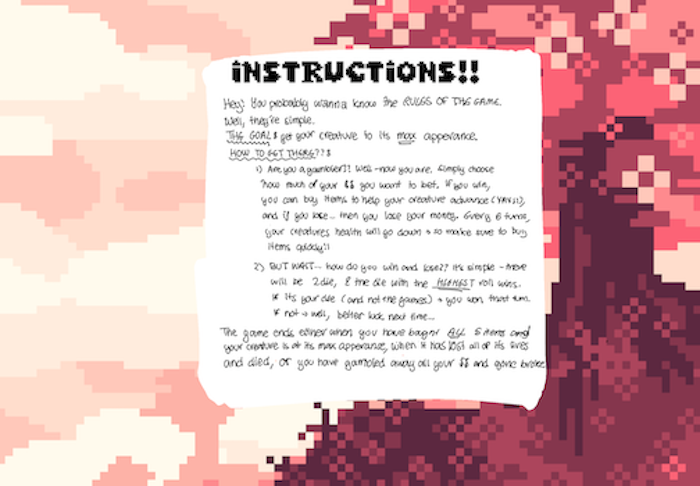 INSTRUCTIONS!!
Hey! You probably wanna know the RULES OF THE GAME.
Well, they're simple.
THE GOAL: get your creature to its max apperance.
HOW TO GET THERE??:
1) Are you a gambler?! Well - now you are. Simply choose
how much of your $$ you want to bet. If you win,
you can buy items to help your creature advance (YAY!!),
and if you lose... then you lose your money. Every 5 turns,
your creatures health will go down + so make sure to buy
items quickly!!
2) BUT WAIT... how do you win and lose?? It's simple - there
will be 2 die, & the die with the HIGHEST roll wins.
* If its your die (and not the games) → you won that turn.
* If not → well, better luck next time...
The game ends either when you have bought ALL 5 items and
your creature is at its max apperance, when it has lost all of its lives
and died, or you have gambled away all your $$ and gone broke